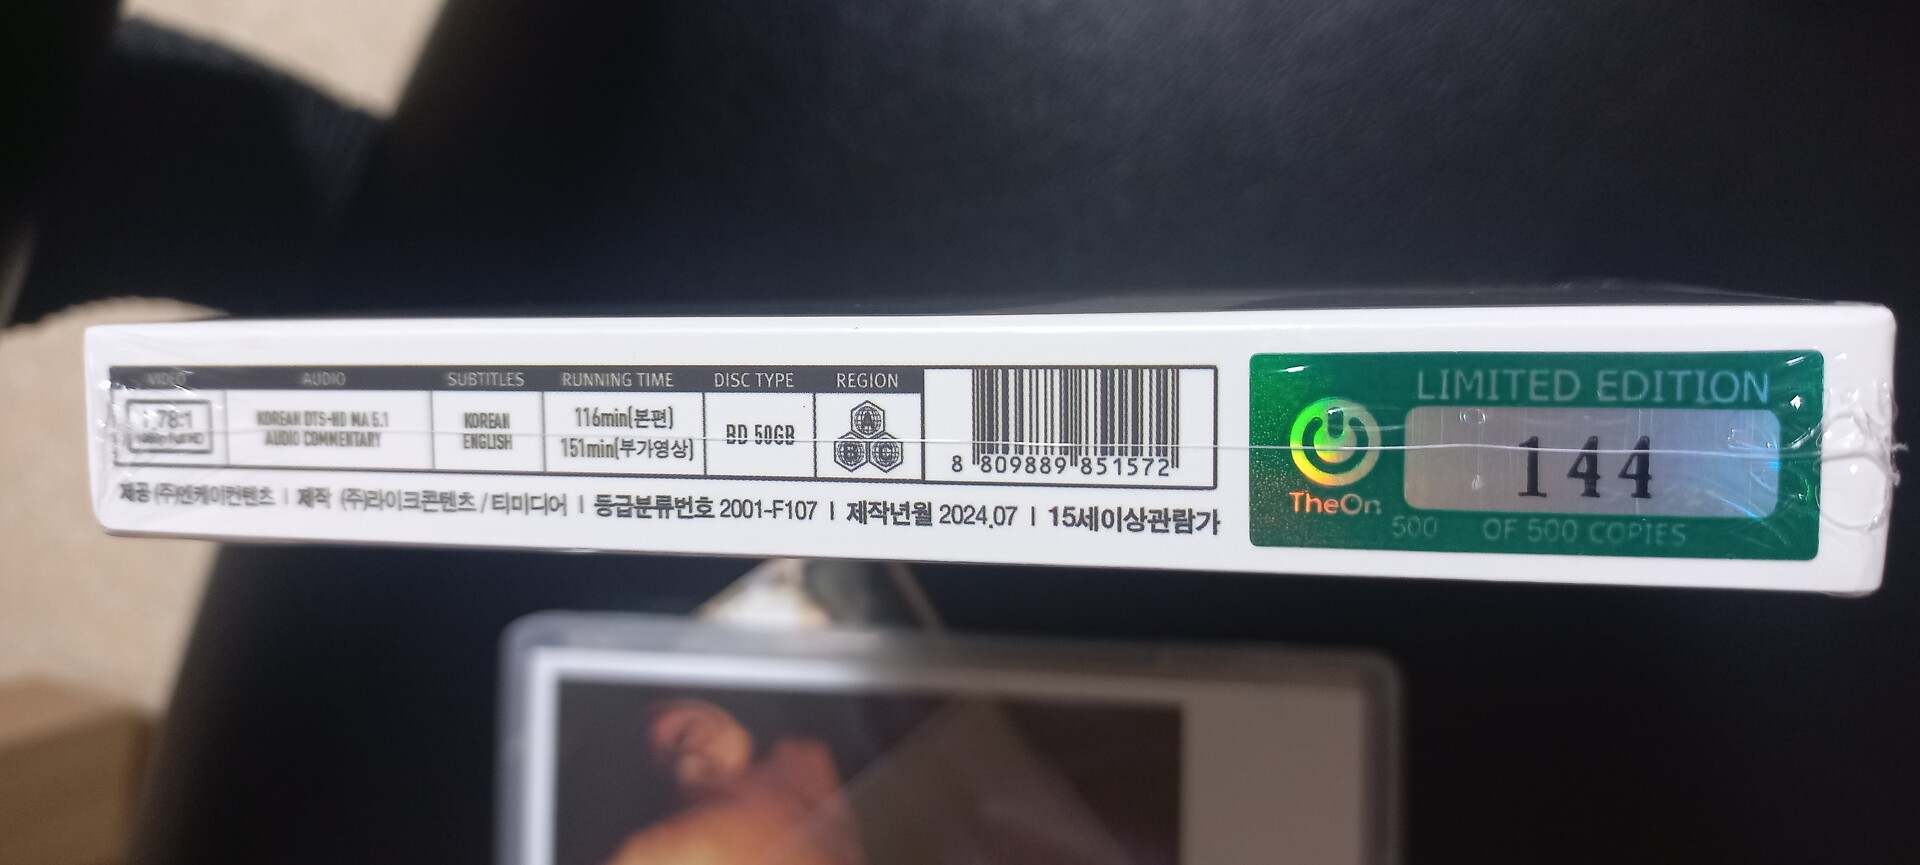 VIDEO
1.78:1
1080p Full HD
AUDIO
KOREAN DTS-HD MA 5.1
AUDIO COMMENTARY
SUBTITLES
KOREAN
ENGLISH
RUNNING TIME
116min(본편)
151min(부가영상)
DISC TYPE
BD 50GB
REGION
A
B C
8 809889 851572
제공 (주)엔케이컨텐츠 | 제작 (주)라이크콘텐츠 / 티미디어 | 등급분류번호 2001-F107 | 제작년월 2024.07 | 15세이상관람가
LIMITED EDITION
144
TheOn
500 OF 500 COPIES